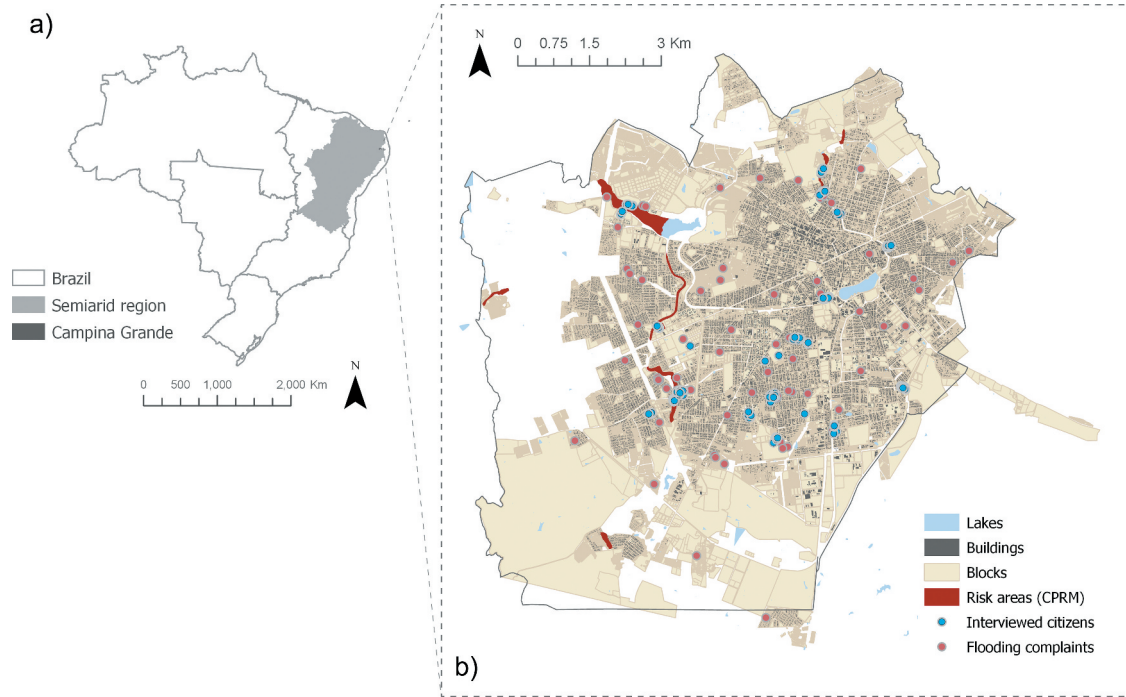 a)
Brazil
Semiarid region
Campina Grande
N
0 500 1,000 2,000 Km
N
0 0.75 1.5 3 Km
Lakes
Buildings
Blocks
Risk areas (CPRM)
Interviewed citizens
Flooding complaints
b)